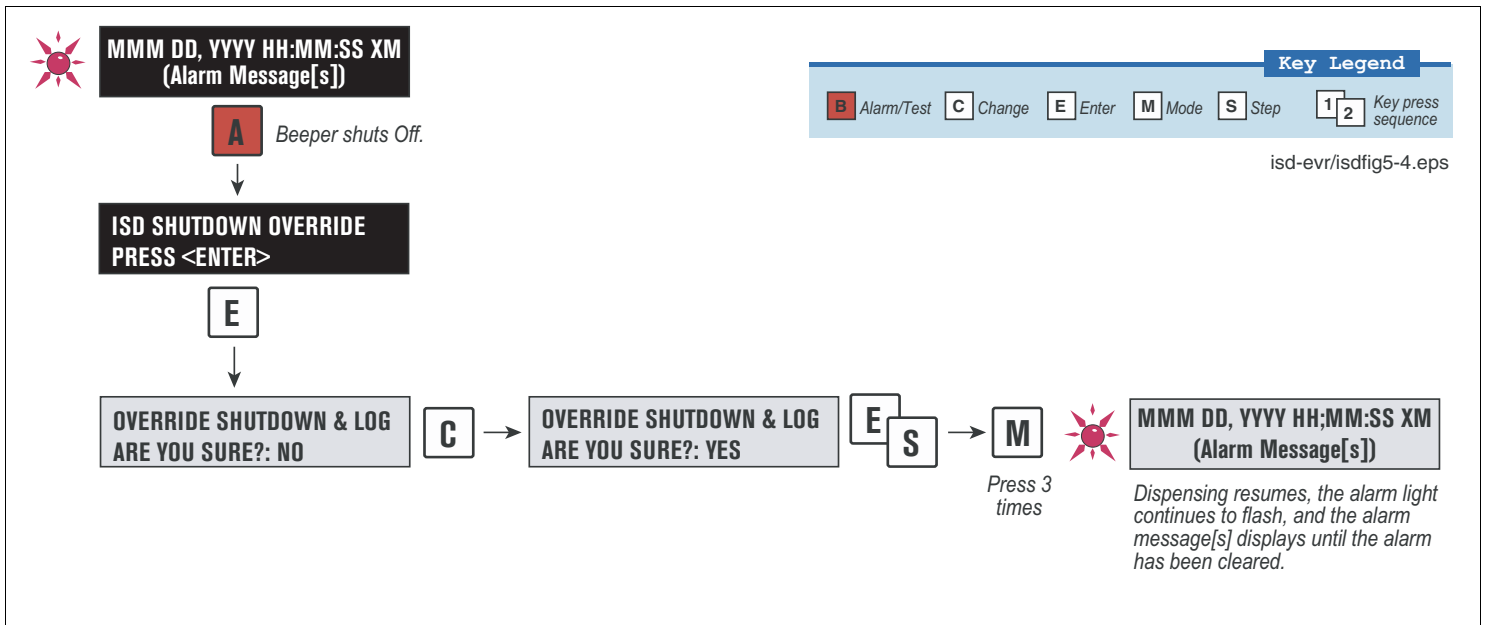 MMM DD, YYYY HH:MM:SS XM
(Alarm Message[s])
A
Beeper shuts Off.
Key Legend
B Alarm/Test C Change E Enter M Mode S Step 1 2 Key press
sequence
isd-evr/isdfig5-4.eps
ISD SHUTDOWN OVERRIDE
PRESS <ENTER>
E
OVERRIDE SHUTDOWN & LOG
ARE YOU SURE?: NO
C
OVERRIDE SHUTDOWN & LOG
ARE YOU SURE?: YES
E
S
M
Press 3
times
MMM DD, YYYY HH;MM:SS XM
(Alarm Message[s])
Dispensing resumes, the alarm light
continues to flash, and the alarm
message[s] displays until the alarm
has been cleared.